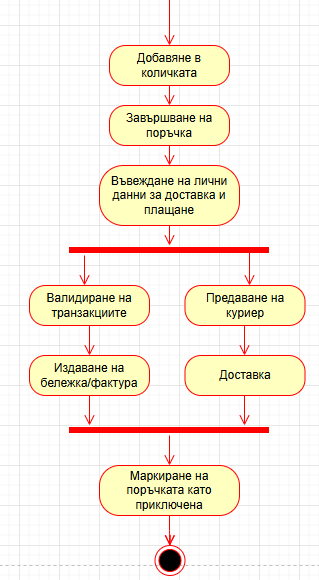 Добавяне в
количката
Завършване на
поръчка
Въвеждане на лични
данни за доставка и
плащане
Валидиране на
транзакциите
Предаване на
куриер
Издаване на
бележка/фактура
Доставка
Маркиране на
поръчката като
приключена